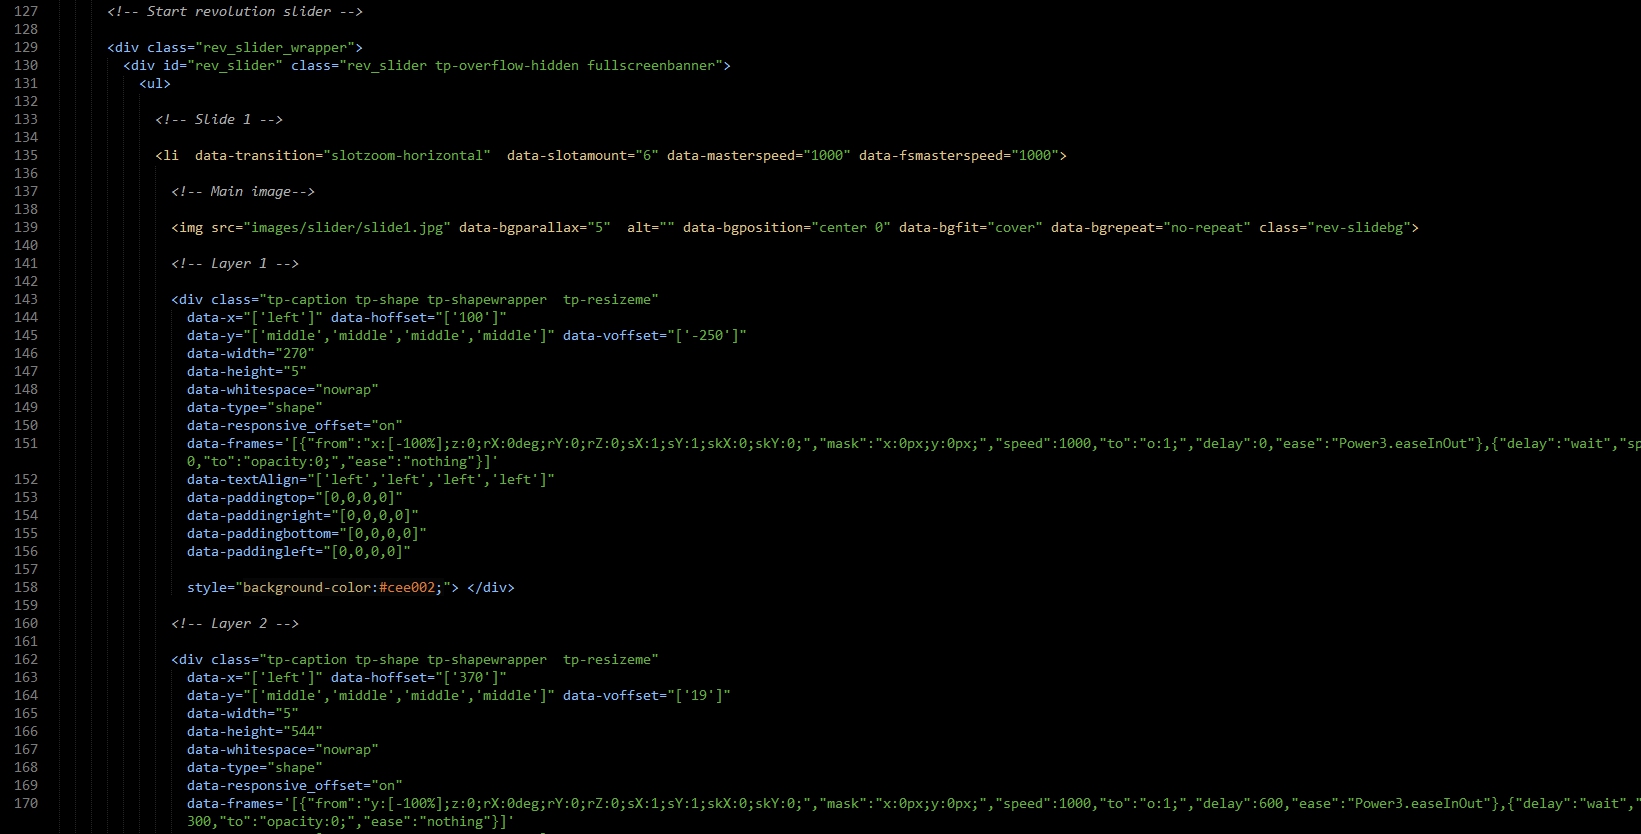 127 <!-- Start revolution slider -->
128
129 <div class="rev_slider_wrapper">
130 <div id="rev_slider" class="rev_slider tp-overflow-hidden fullscreenbanner">
131 <ul>
132
133 <!-- Slide 1 -->
134
135 <li  data-transition="slotzoom-horizontal"  data-slotamount="6" data-masterspeed="1000" data-fsmasterspeed="1000">
136
137 <!-- Main image-->
138
139 <img src="images/slider/slide1.jpg" data-bgparallax="5"  alt="" data-bgposition="center 0" data-bgfit="cover" data-bgrepeat="no-repeat" class="rev-slidebg">
140
141 <!-- Layer 1 -->
142
143 <div class="tp-caption tp-shape tp-shapewrapper  tp-resizeme"
144 data-x="['left']" data-hoffset="['100']"
145 data-y="['middle','middle','middle','middle']" data-voffset="['-250']"
146 data-width="270"
147 data-height="5"
148 data-whitespace="nowrap"
149 data-type="shape"
150 data-responsive_offset="on"
151 data-frames='[{"from":"x:[-100%];z:0;rX:0deg;rY:0;rZ:0;sX:1;sY:1;skX:0;skY:0;","mask":"x:0px;y:0px;","speed":1000,"to":"o:1;","delay":0,"ease":"Power3.easeInOut"},{"delay":"wait","sp
0,"to":"opacity:0;","ease":"nothing"}]'
152 data-textAlign="['left','left','left','left']"
153 data-paddingtop="[0,0,0,0]"
154 data-paddingright="[0,0,0,0]"
155 data-paddingbottom="[0,0,0,0]"
156 data-paddingleft="[0,0,0,0]"
157
158 style="background-color:#cee002;"> </div>
159
160 <!-- Layer 2 -->
161
162 <div class="tp-caption tp-shape tp-shapewrapper  tp-resizeme"
163 data-x="['left']" data-hoffset="['370']"
164 data-y="['middle','middle','middle','middle']" data-voffset="['19']"
165 data-width="5"
166 data-height="544"
167 data-whitespace="nowrap"
168 data-type="shape"
169 data-responsive_offset="on"
170 data-frames='[{"from":"y:[-100%];z:0;rX:0deg;rY:0;rZ:0;sX:1;sY:1;skX:0;skY:0;","mask":"x:0px;y:0px;","speed":1000,"to":"o:1;","delay":600,"ease":"Power3.easeInOut"},{"delay":"wait","
300,"to":"opacity:0;","ease":"nothing"}]'